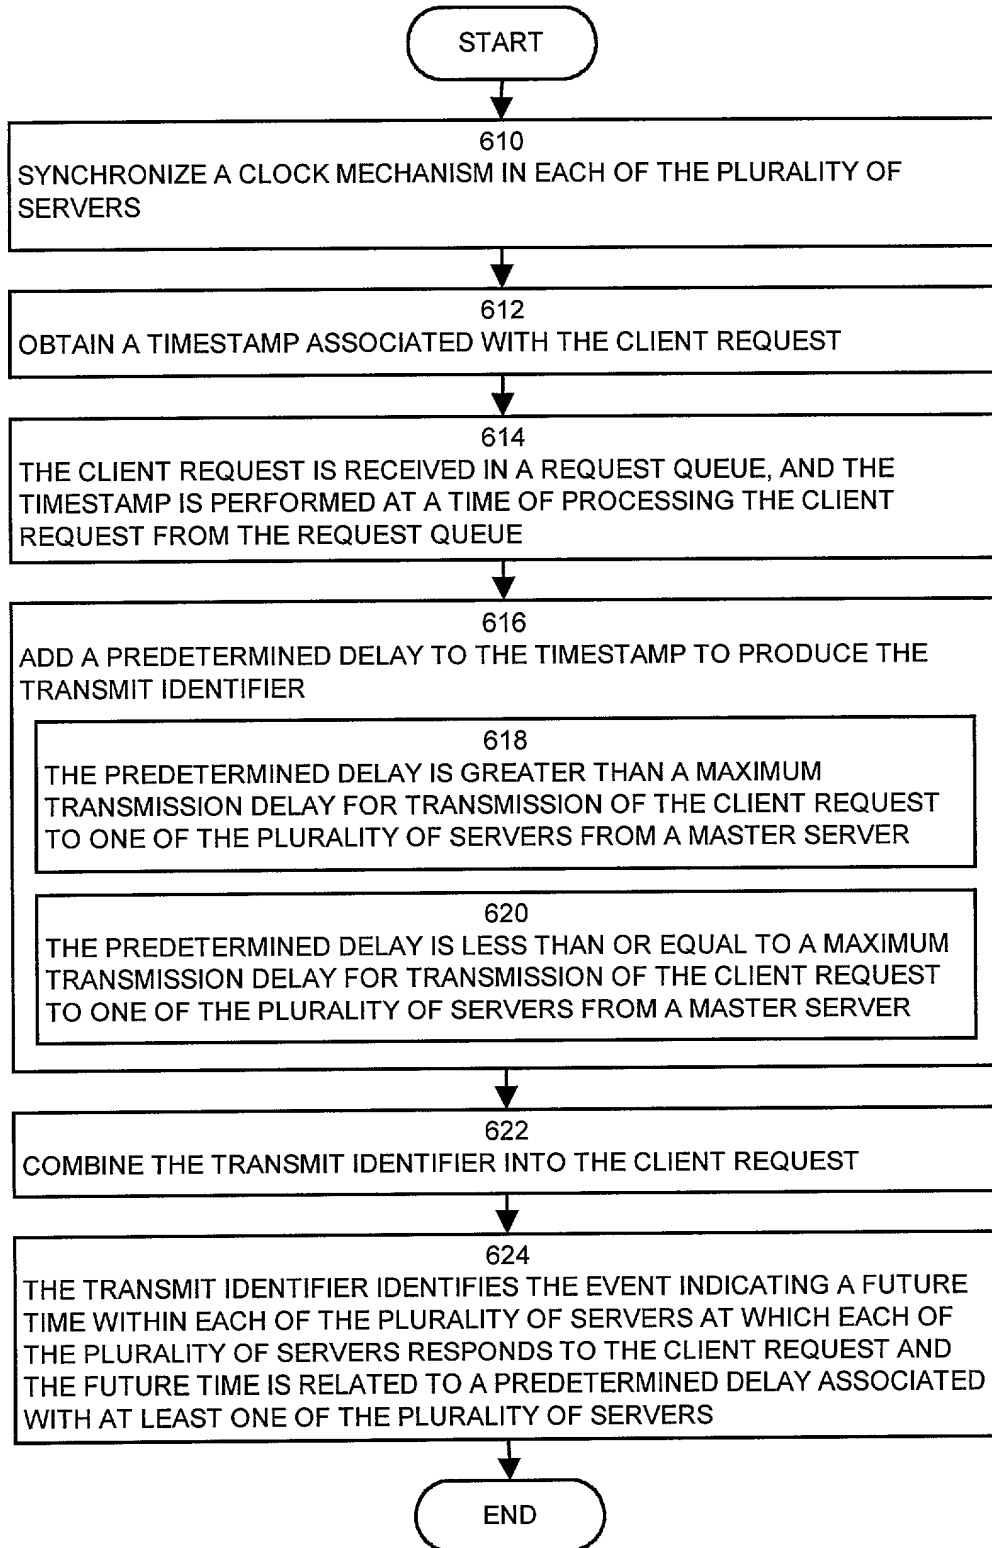 START
610
SYNCHRONIZE A CLOCK MECHANISM IN EACH OF THE PLURALITY OF
SERVERS
612
OBTAIN A TIMESTAMP ASSOCIATED WITH THE CLIENT REQUEST
614
THE CLIENT REQUEST IS RECEIVED IN A REQUEST QUEUE, AND THE
TIMESTAMP IS PERFORMED AT A TIME OF PROCESSING THE CLIENT
REQUEST FROM THE REQUEST QUEUE
616
ADD A PREDETERMINED DELAY TO THE TIMESTAMP TO PRODUCE THE
TRANSMIT IDENTIFIER
618
THE PREDETERMINED DELAY IS GREATER THAN A MAXIMUM
TRANSMISSION DELAY FOR TRANSMISSION OF THE CLIENT REQUEST
TO ONE OF THE PLURALITY OF SERVERS FROM A MASTER SERVER
620
THE PREDETERMINED DELAY IS LESS THAN OR EQUAL TO A MAXIMUM
TRANSMISSION DELAY FOR TRANSMISSION OF THE CLIENT REQUEST
TO ONE OF THE PLURALITY OF SERVERS FROM A MASTER SERVER
622
COMBINE THE TRANSMIT IDENTIFIER INTO THE CLIENT REQUEST
624
THE TRANSMIT IDENTIFIER IDENTIFIES THE EVENT INDICATING A FUTURE
TIME WITHIN EACH OF THE PLURALITY OF SERVERS AT WHICH EACH OF
THE PLURALITY OF SERVERS RESPONDS TO THE CLIENT REQUEST AND
THE FUTURE TIME IS RELATED TO A PREDETERMINED DELAY ASSOCIATED
WITH AT LEAST ONE OF THE PLURALITY OF SERVERS
END